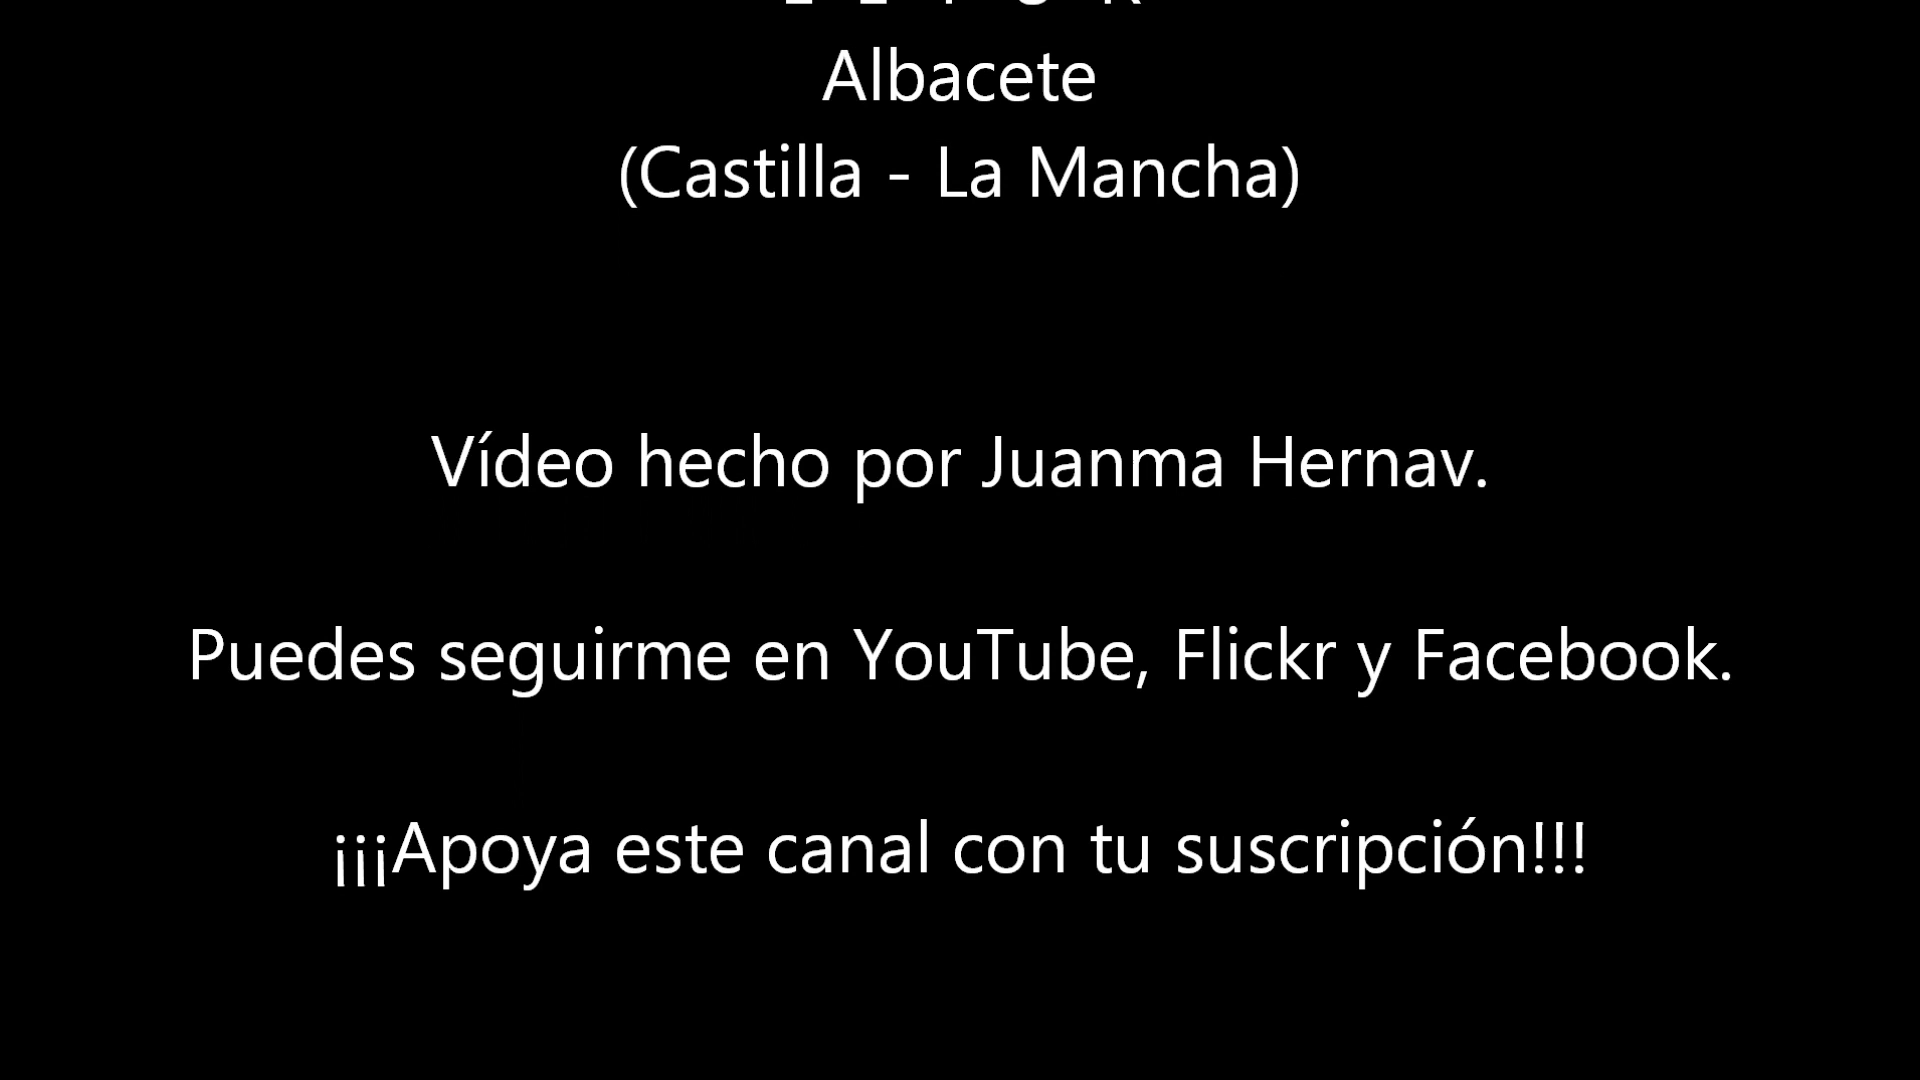 Albacete
(Castilla - La Mancha)
Vídeo hecho por Juanma Hernav.
Puedes seguirme en YouTube, Flickr y Facebook.
¡¡¡Apoya este canal con tu suscripción!!!